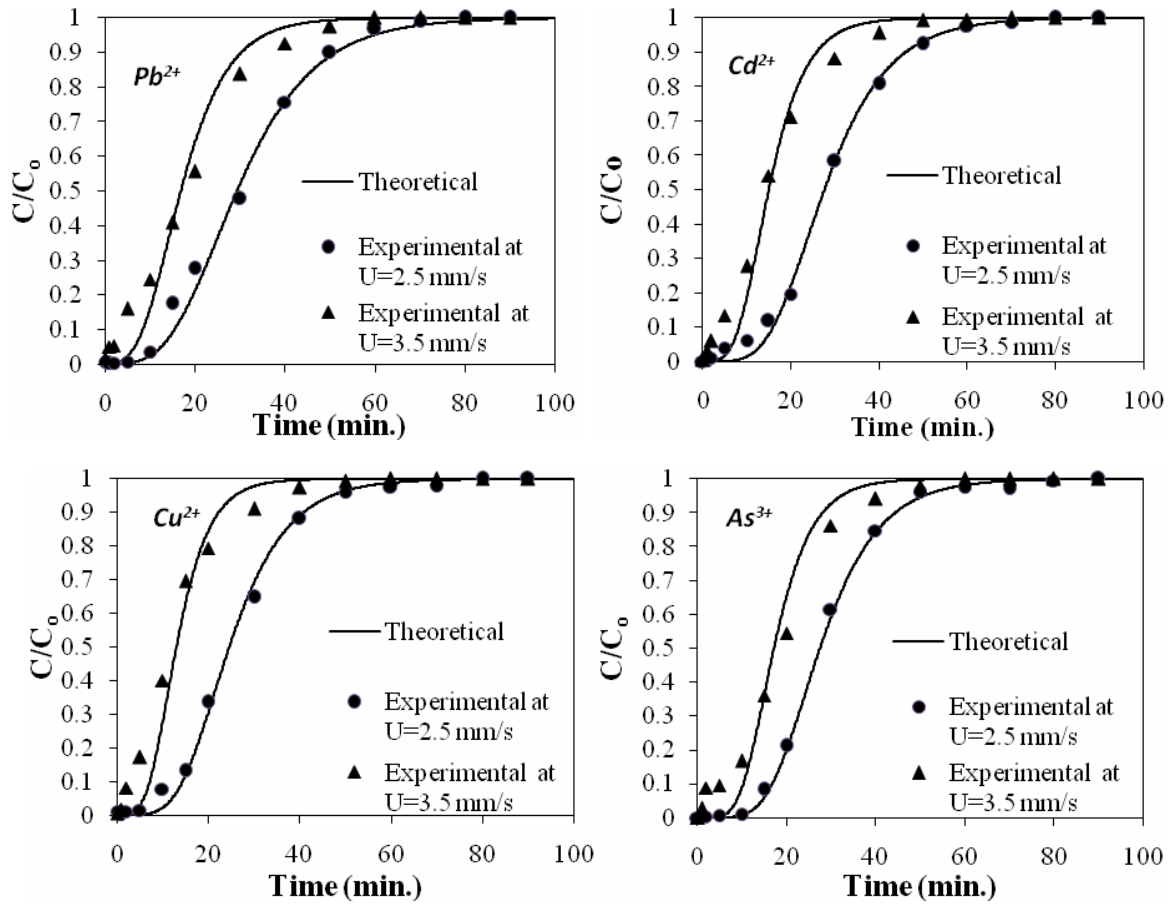 1
0.9
0.8
0.7
0.6
0.5
0.4
0.3
0.2
0.1
0
C/Co
Pb2+
Theoretical
Experimental at
U=2.5 mm/s
Experimental at
U=3.5 mm/s
0 20 40 60 80 100
Time (min.)
1
0.9
0.8
0.7
0.6
0.5
0.4
0.3
0.2
0.1
0
C/Co
Cd2+
Theoretical
Experimental at
U=2.5 mm/s
Experimental at
U=3.5 mm/s
0 20 40 60 80 100
Time (min.)
1
0.9
0.8
0.7
0.6
0.5
0.4
0.3
0.2
0.1
0
C/Co
Cu2+
Theoretical
Experimental at
U=2.5 mm/s
Experimental at
U=3.5 mm/s
0 20 40 60 80 100
Time (min.)
1
0.9
0.8
0.7
0.6
0.5
0.4
0.3
0.2
0.1
0
C/Co
As3+
Theoretical
Experimental at
U=2.5 mm/s
Experimental at
U=3.5 mm/s
0 20 40 60 80 100
Time (min.)